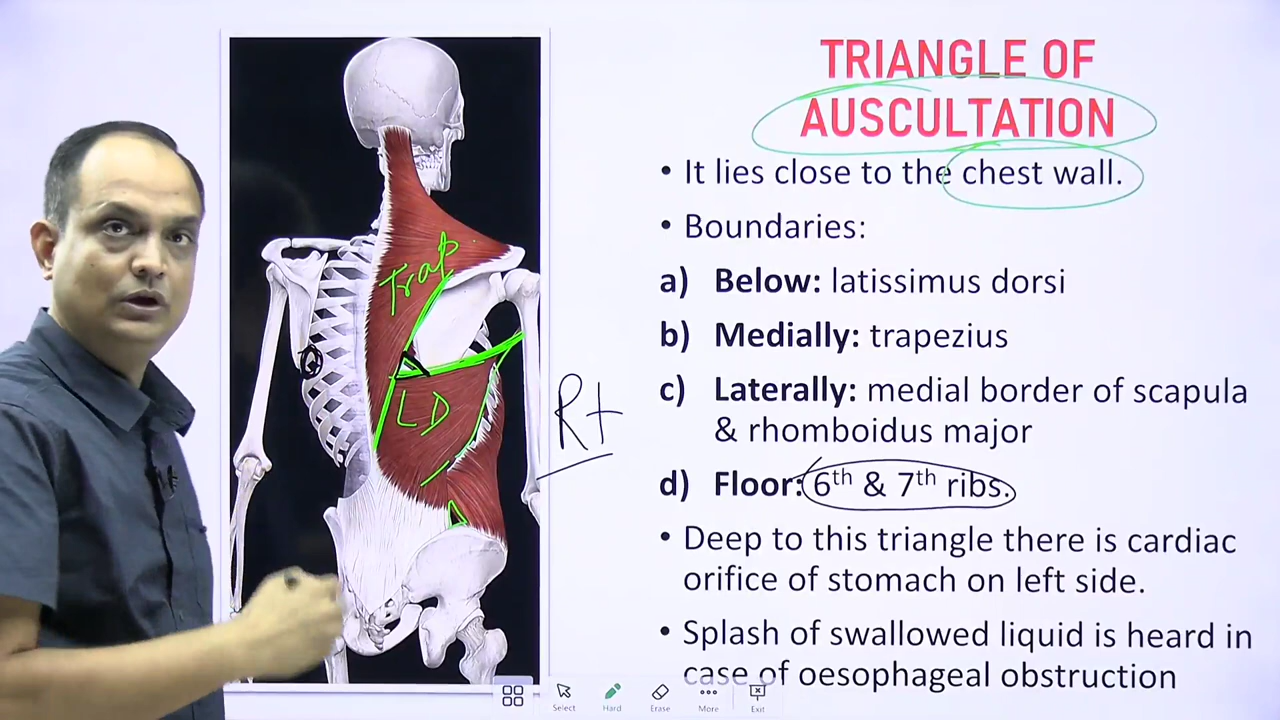 TRIANGLE OF
AUSCULTATION
• It lies close to the chest wall.
• Boundaries:
a) Below: latissimus dorsi
b) Medially: trapezius
c) Laterally: medial border of scapula
& rhomboidus major
d) Floor: 6th & 7th ribs.
• Deep to this triangle there is cardiac
orifice of stomach on left side.
• Splash of swallowed liquid is heard in
case of oesophageal obstruction
Trap
LD
Rt
Select
Hard
Erase
More
Exit